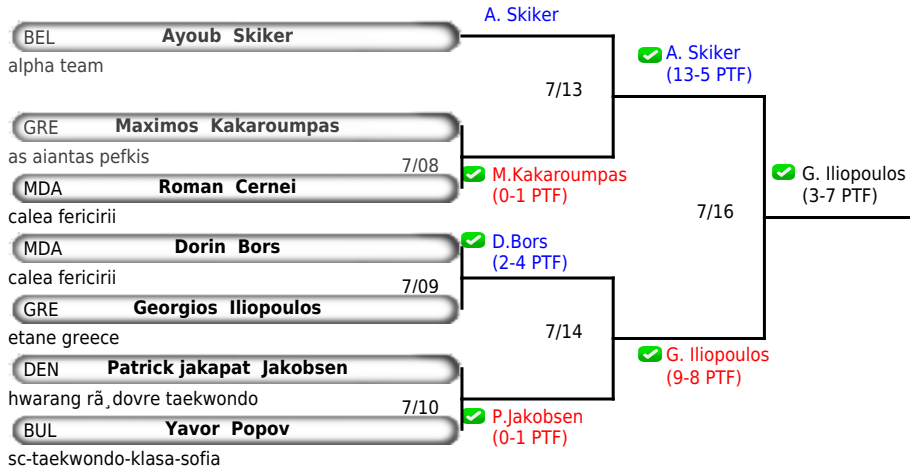 A. Skiker
BEL Ayoub Skiker
alpha team
A. Skiker
(13-5 PTF)
7/13
GRE Maximos Kakaroumpas
as aiantas pefkis
7/08
M.Kakaroumpas
(0-1 PTF)
MDA Roman Cernei
calea fericirii
G. Iliopoulos
(3-7 PTF)
7/16
MDA Dorin Bors
calea fericirii
D.Bors
(2-4 PTF)
7/09
GRE Georgios Iliopoulos
etane greece
7/14
G. Iliopoulos
(9-8 PTF)
DEN Patrick jakapat Jakobsen
hwarang rã¸dovre taekwondo
7/10
P.Jakobsen
(0-1 PTF)
BUL Yavor Popov
sc-taekwondo-klasa-sofia